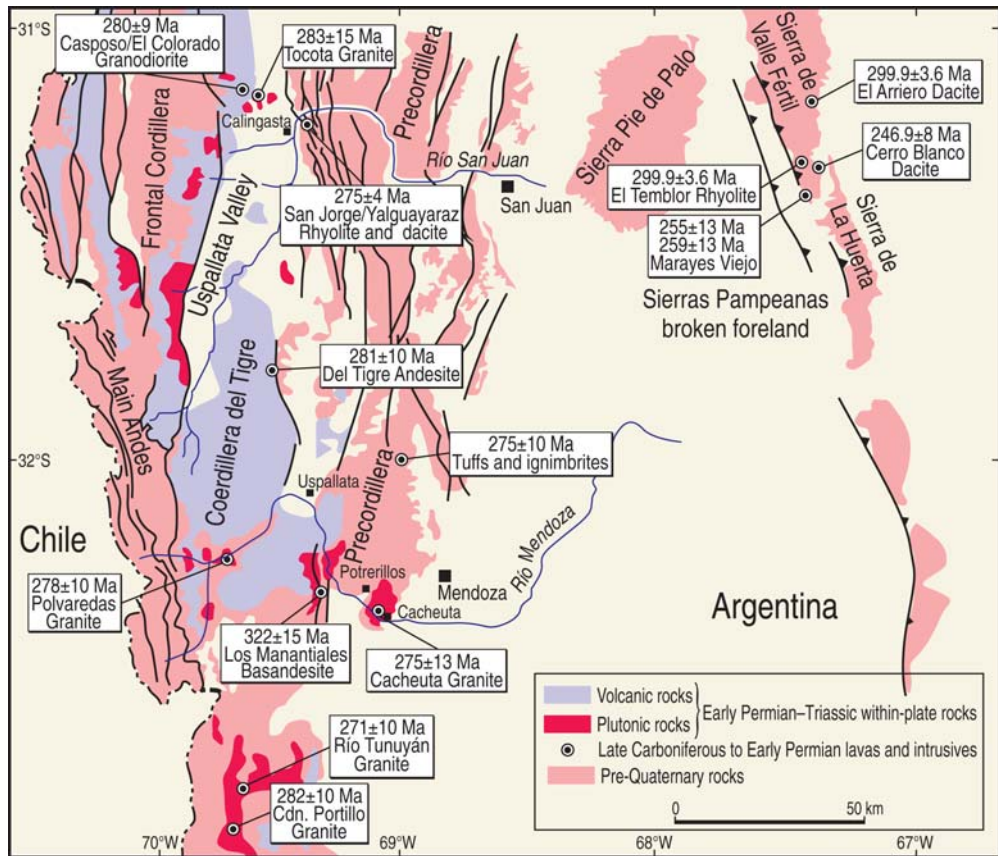 31°S
280±9 Ma
Casposo/El Colorado
Granodiorite
283±15 Ma
Tocota Granite
Calingasta
Frontal Cordillera
Precordillera
Uspallata Valley
Río San Juan
San Juan
275±4 Ma
San Jorge/Yalguayaraz
Rhyolite and dacite
Sierra Pie de Palo
Sierra de
Valle Fértil
299.9±3.6 Ma
El Arriero Dacite
246.9±8 Ma
Cerro Blanco
Dacite
299.9±3.6 Ma
El Temblor Rhyolite
255±13 Ma
259±13 Ma
Marayes Viejo
Sierra de
La Huerta
Sierras Pampeanas
broken foreland
Main Andes
Coerdillera del Tigre
281±10 Ma
Del Tigre Andesite
32°S
275±10 Ma
Tuffs and ignimbrites
Uspallata
Precordillera
Chile
Potrerillos
Mendoza
Río Mendoza
Cacheuta
Argentina
278±10 Ma
Polvaredas
Granite
322±15 Ma
Los Manantiales
Basandesite
275±13 Ma
Cacheuta Granite
271±10 Ma
Río Tunuyán
Granité
282±10 Ma
Cdn. Portillo
Granite
Volcanic rocks
Plutonic rocks
Early Permian–Triassic within-plate rocks
Late Carboniferous to Early Permian lavas and intrusives
Pre-Quaternary rocks
0 50 km
70°W 69°W 68°W 67°W